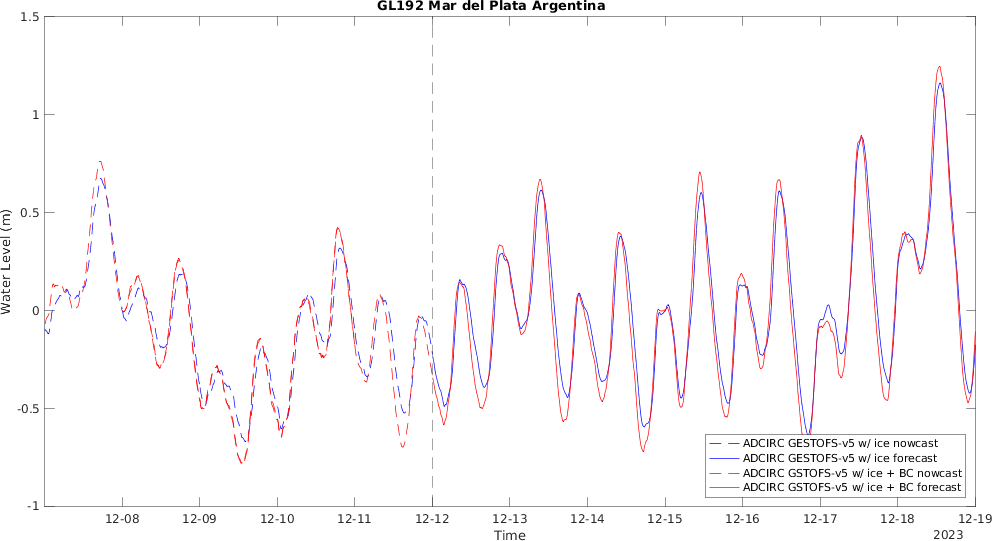 GL192 Mar del Plata Argentina
1.5
1
0.5
0
-0.5
-1
Water Level (m)
12-08
12-09
12-10
12-11
12-12
12-13
12-14
12-15
12-16
12-17
12-18
12-19
Time
2023
ADCIRC GESTOFS-v5 w/ ice nowcast
ADCIRC GESTOFS-v5 w/ ice forecast
ADCIRC GSTOFS-v5 w/ ice + BC nowcast
ADCIRC GSTOFS-v5 w/ ice + BC forecast